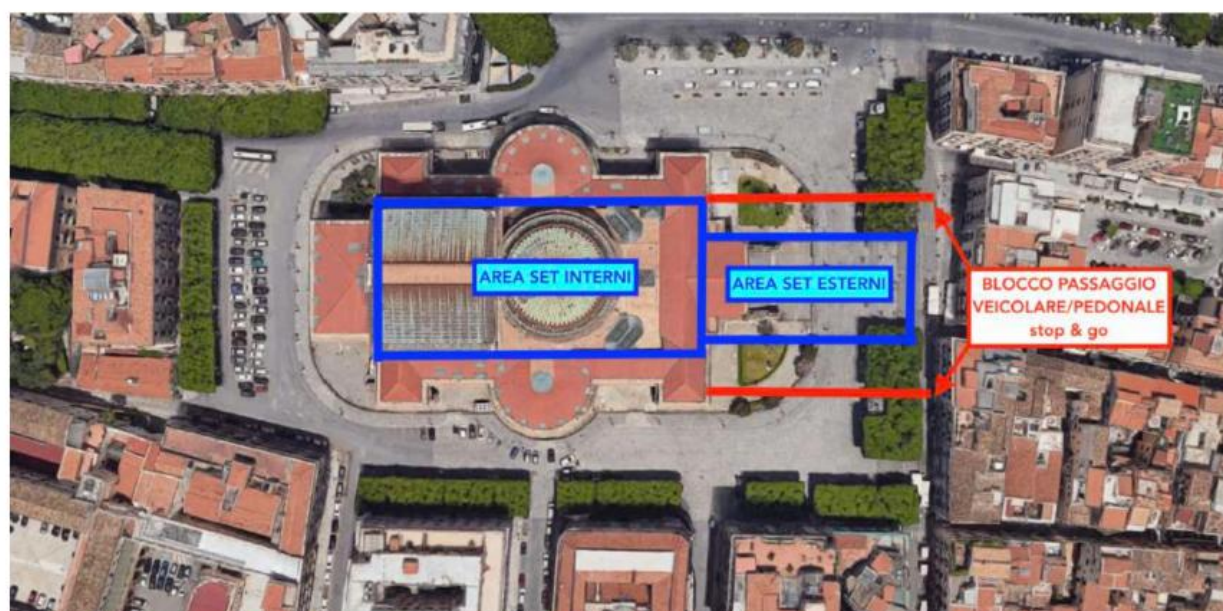 AREA SET INTERNI
AREA SET ESTERNI
BLOCCO PASSAGGIO
VEICOLARE/PEDONALE
stop & go